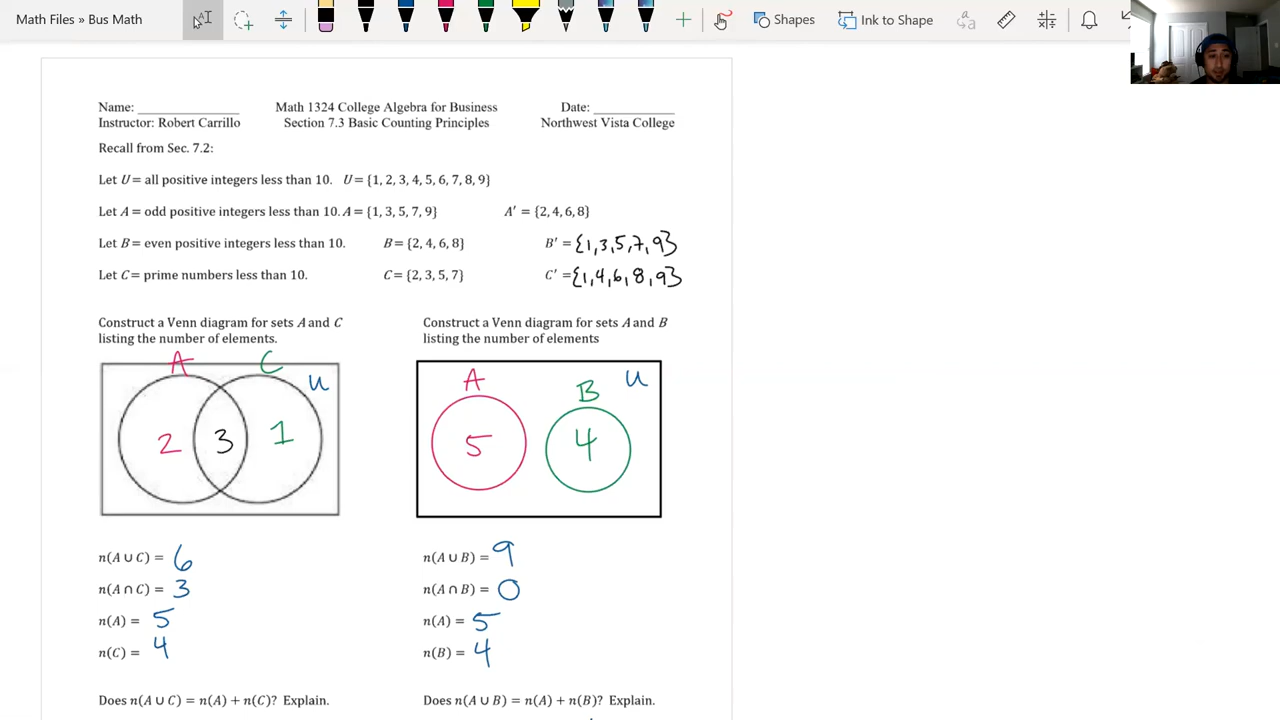 Math Files » Bus Math
Shapes
Ink to Shape
Name: _______________ Math 1324 College Algebra for Business Date: ____________
Instructor: Robert Carrillo Section 7.3 Basic Counting Principles Northwest Vista College
Recall from Sec. 7.2:
Let U = all positive integers less than 10. U = {1, 2, 3, 4, 5, 6, 7, 8, 9}
Let A = odd positive integers less than 10. A = {1, 3, 5, 7, 9} A′ = {2, 4, 6, 8}
Let B = even positive integers less than 10. B = {2, 4, 6, 8} B′ = {1,3,5,7,9}
Let C = prime numbers less than 10. C = {2, 3, 5, 7} C′ = {1,4,6,8,9}
Construct a Venn diagram for sets A and C
listing the number of elements.
A C U
2 3 1
n(A ∪ C) = 6
n(A ∩ C) = 3
n(A) = 5
n(C) = 4
Does n(A ∪ C) = n(A) + n(C)? Explain.
Construct a Venn diagram for sets A and B
listing the number of elements
A B U
5 4
n(A ∪ B) = 9
n(A ∩ B) = 0
n(A) = 5
n(B) = 4
Does n(A ∪ B) = n(A) + n(B)? Explain.